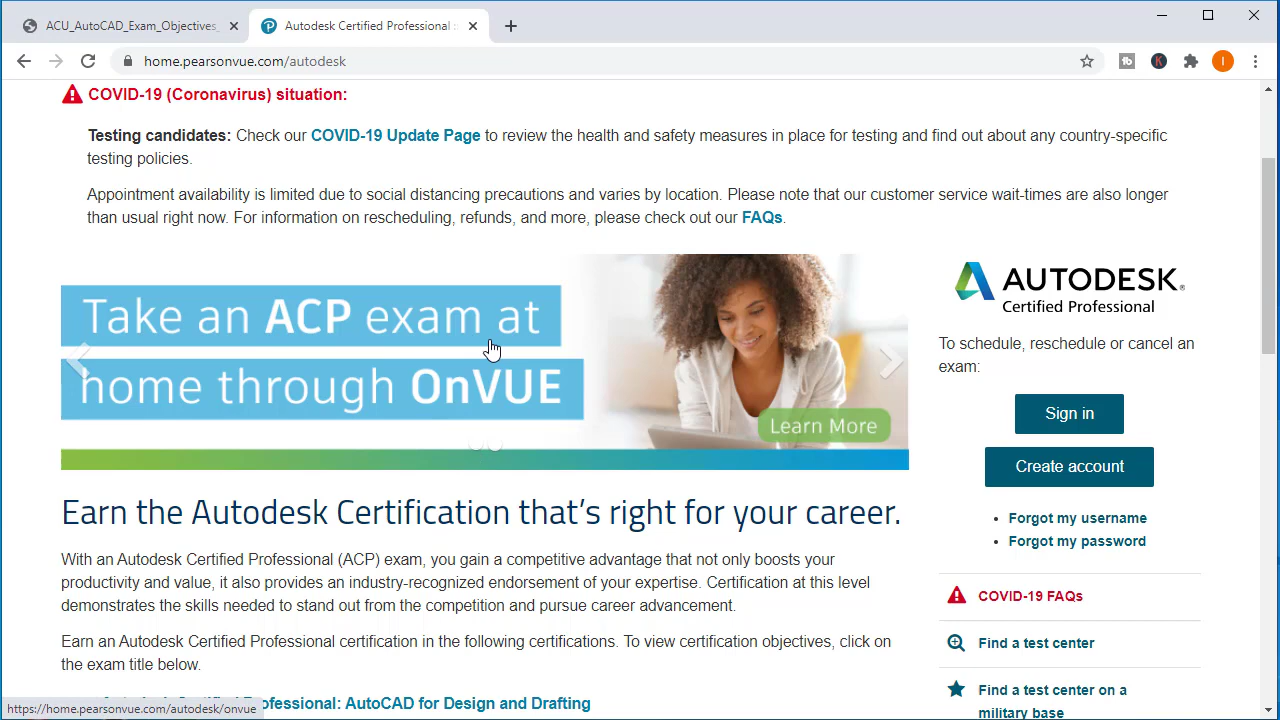 ACU_AutoCAD_Exam_Objectives_
Autodesk Certified Professional :
home.pearsonvue.com/autodesk
COVID-19 (Coronavirus) situation:
Testing candidates: Check our COVID-19 Update Page to review the health and safety measures in place for testing and find out about any country-specific
testing policies.
Appointment availability is limited due to social distancing precautions and varies by location. Please note that our customer service wait-times are also longer
than usual right now. For information on rescheduling, refunds, and more, please check out our FAQs.
Take an ACP exam at
home through OnVUE
Learn More
AUTODESK®
Certified Professional
To schedule, reschedule or cancel an
exam:
Sign in
Create account
Forgot my username
Forgot my password
COVID-19 FAQs
Find a test center
Find a test center on a
military base
Earn the Autodesk Certification that's right for your career.
With an Autodesk Certified Professional (ACP) exam, you gain a competitive advantage that not only boosts your
productivity and value, it also provides an industry-recognized endorsement of your expertise. Certification at this level
demonstrates the skills needed to stand out from the competition and pursue career advancement.
Earn an Autodesk Certified Professional certification in the following certifications. To view certification objectives, click on
the exam title below.
Professional: AutoCAD for Design and Drafting
https://home.pearsonvue.com/autodesk/onvue